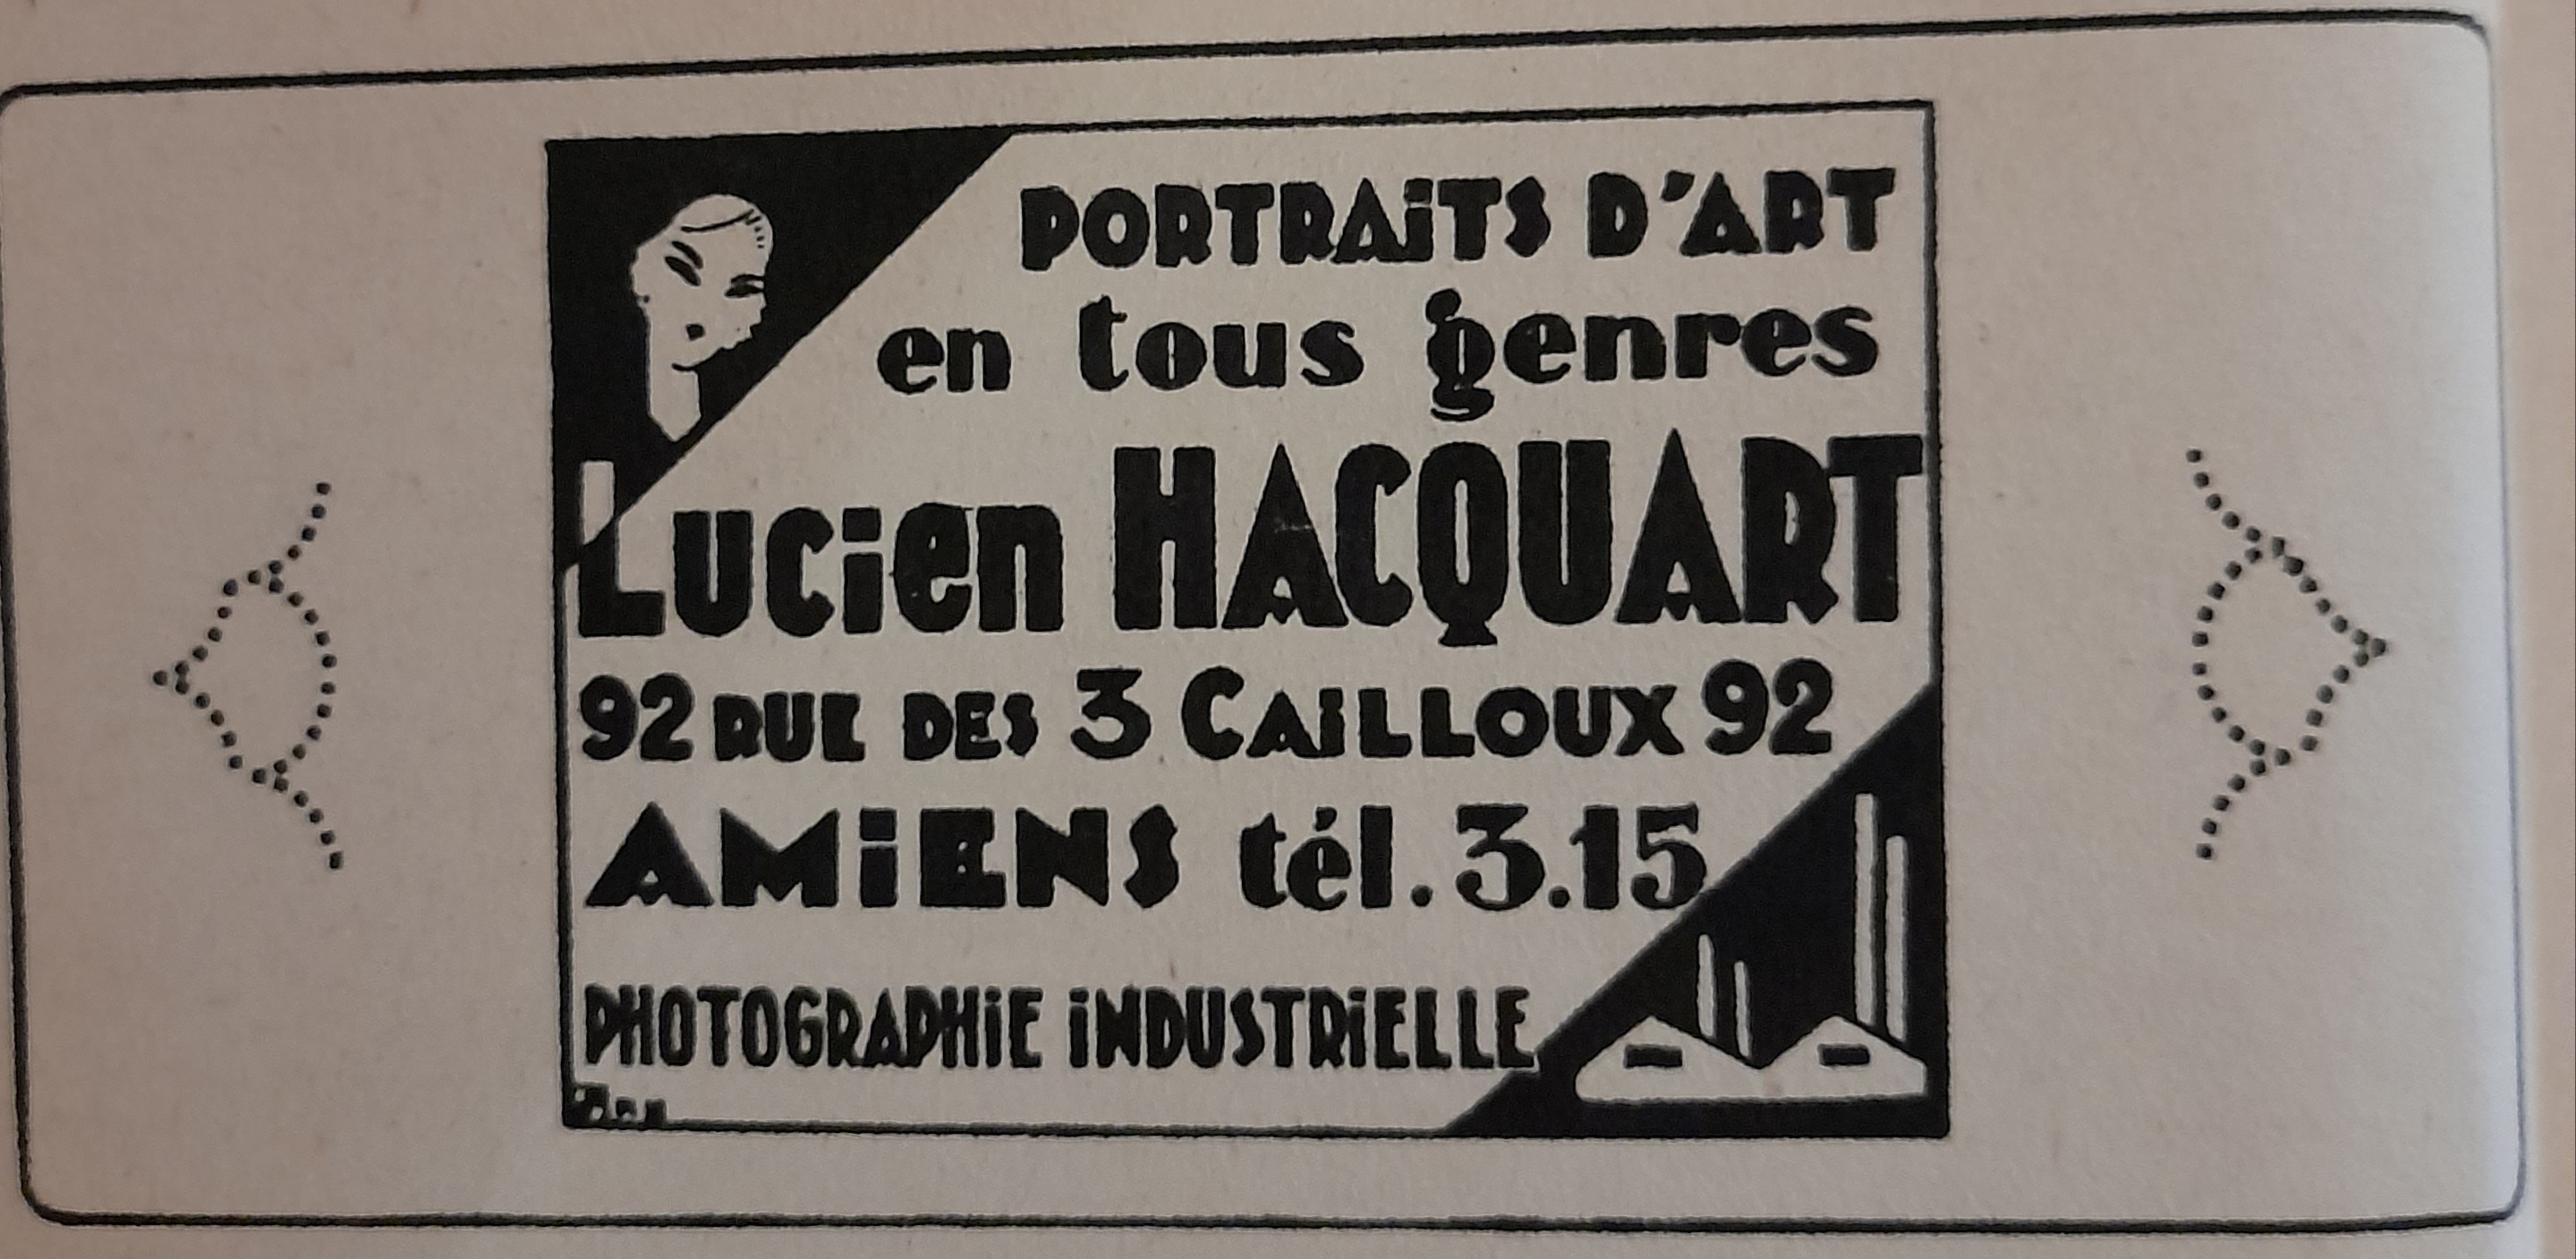 PORTRAiTS D'ART
en tous genres
Lucien HACQUART
92 RUE DES 3 CAiLLOUX 92
AMiENS tél. 3.15
PHOTOGRAPHiE iNDUSTRiELLE